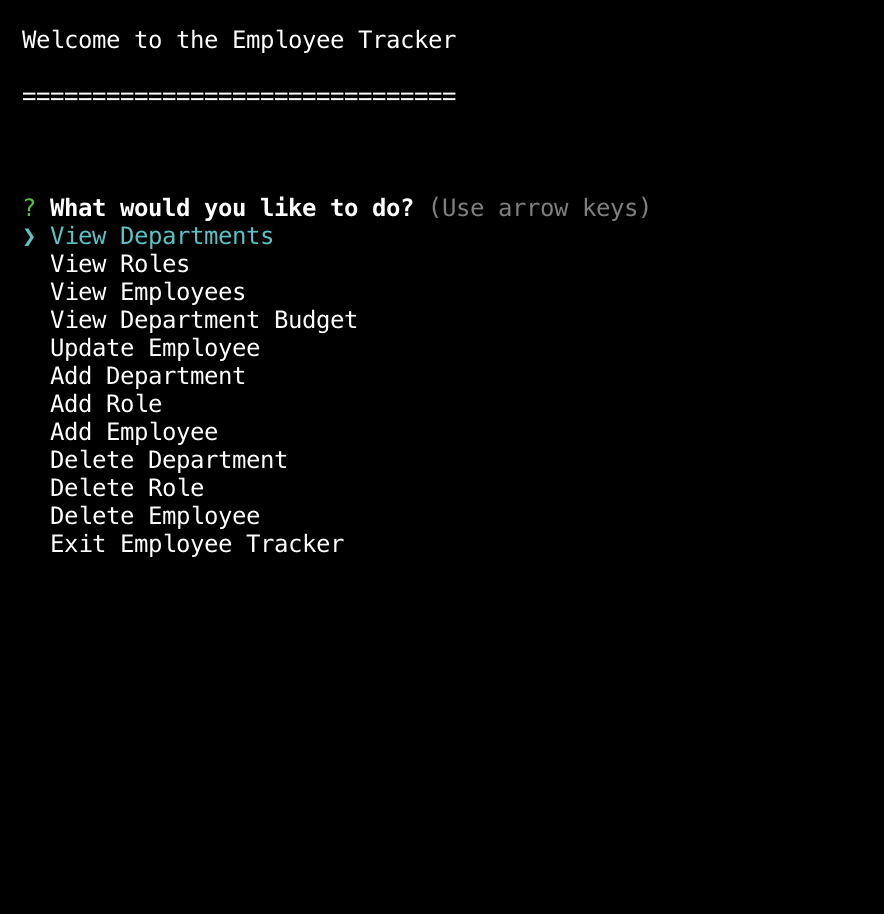 Welcome to the Employee Tracker
===============================
? What would you like to do? (Use arrow keys)
❯ View Departments
View Roles
View Employees
View Department Budget
Update Employee
Add Department
Add Role
Add Employee
Delete Department
Delete Role
Delete Employee
Exit Employee Tracker